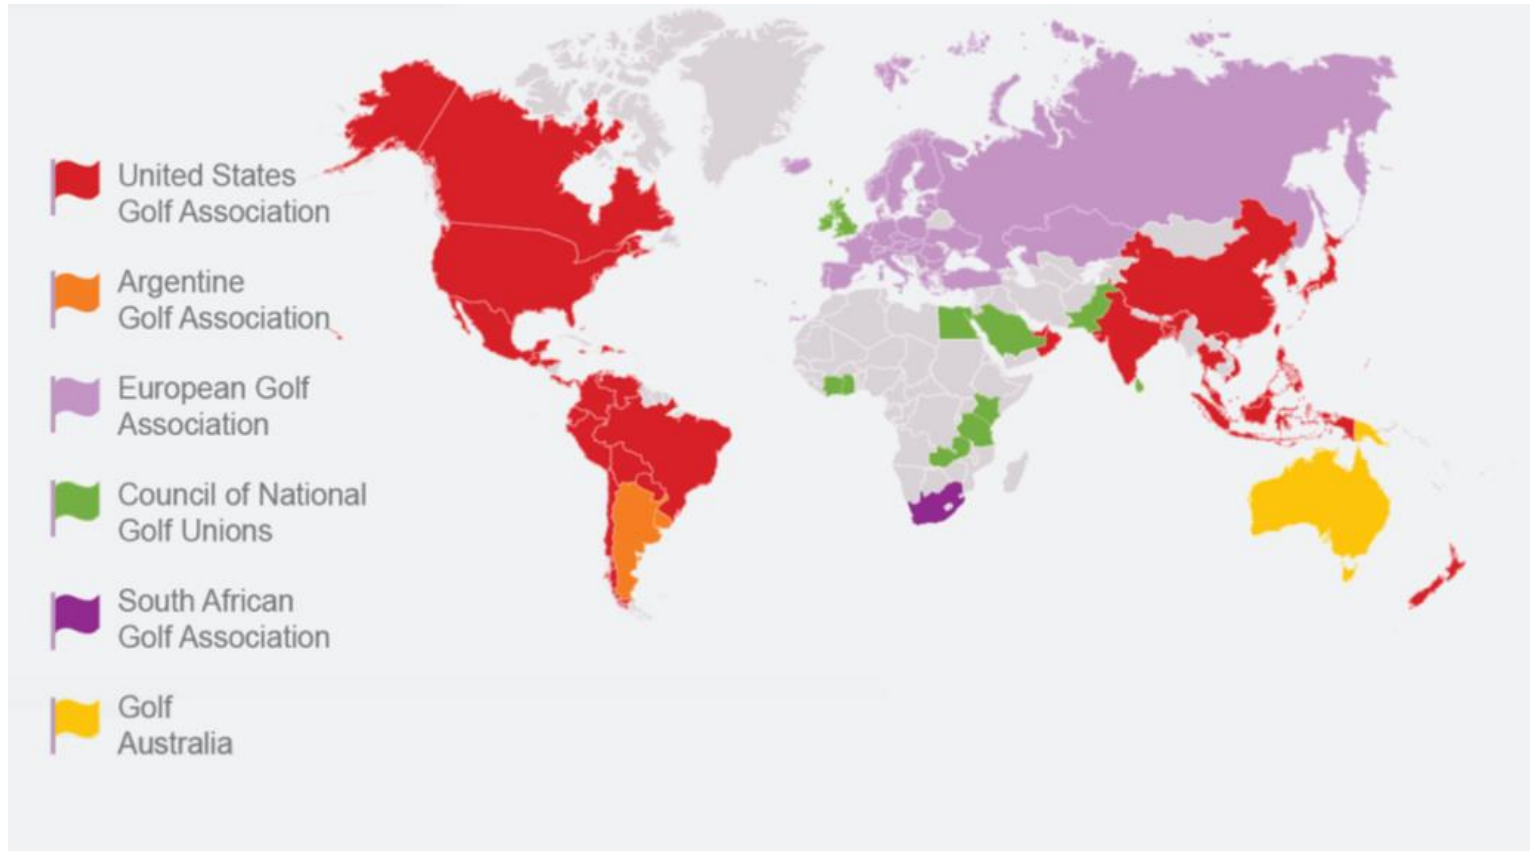 United States
Golf Association
Argentine
Golf Association
European Golf
Association
Council of National
Golf Unions
South African
Golf Association
Golf
Australia